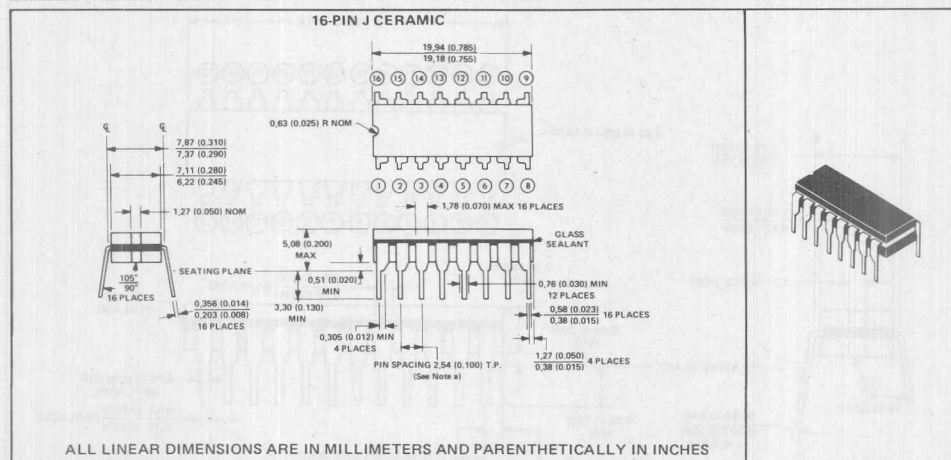 16-PIN J CERAMIC
19,94 (0.785)
19,18 (0.755)
16 15 14 13 12 11 10 9
0,63 (0.025) R NOM
1 2 3 4 5 6 7 8
1,78 (0.070) MAX 16 PLACES
7,87 (0.310)
7,37 (0.290)
7,11 (0.280)
6,22 (0.245)
1,27 (0.050) NOM
105°
90°
16 PLACES
0,356 (0.014)
0,203 (0.008)
16 PLACES
5,08 (0.200)
MAX
SEATING PLANE
0,51 (0.020)
MIN
3,30 (0.130)
MIN
GLASS
SEALANT
0,76 (0.030) MIN
12 PLACES
0,58 (0.023)
0,38 (0.015)
16 PLACES
0,305 (0.012) MIN
4 PLACES
PIN SPACING 2,54 (0.100) T.P.
(See Note a)
1,27 (0.050)
0,38 (0.015)
4 PLACES
ALL LINEAR DIMENSIONS ARE IN MILLIMETERS AND PARENTHETICALLY IN INCHES